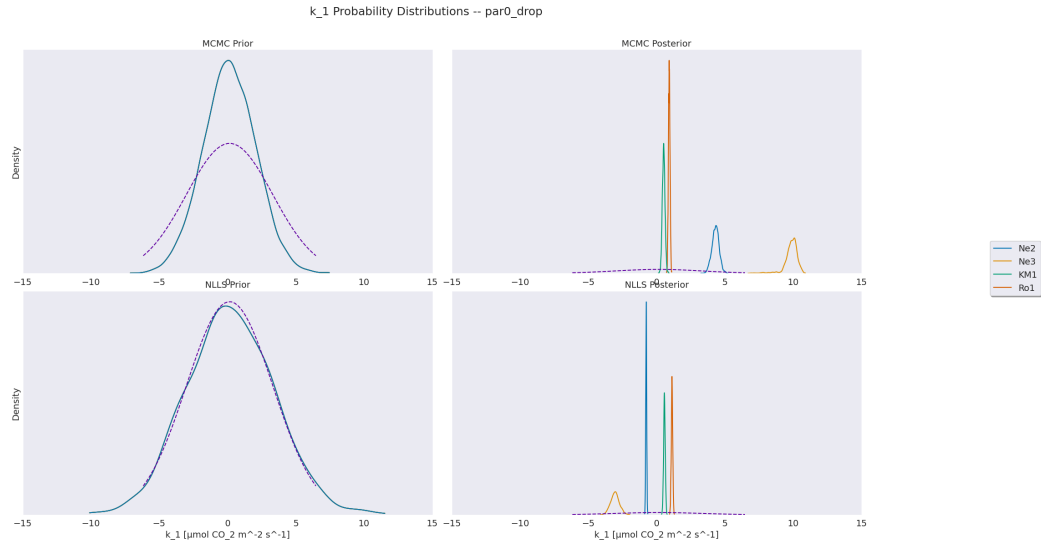 k_1 Probability Distributions -- par0_drop
MCMC Prior
MCMC Posterior
Density
−15 −10 −5 0 5 10 15
−15 −10 −5 0 5 10 15
NLLS Prior
NLLS Posterior
Density
−15 −10 −5 0 5 10 15
−15 −10 −5 0 5 10 15
k_1 [μmol CO_2 m^-2 s^-1]
k_1 [μmol CO_2 m^-2 s^-1]
Ne2
Ne3
KM1
Ro1